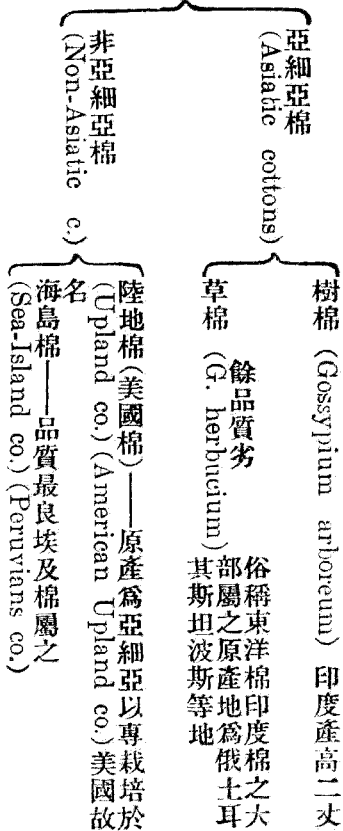 亞細亞棉
(Asiatic cottons)
樹棉 (Gossypium arboreum) 印度產高二丈
餘品質劣
草棉 (G. herbucium)
俗稱東洋棉印度棉之大
部屬之原產地爲俄土耳
其斯坦波斯等地
非亞細亞棉
(Non-Asiatic c.)
陸地棉(美國棉)——原產爲亞細亞以專栽培於
(Upland co.)(American Upland co.)美國故
名
海島棉——品質最良埃及棉屬之
(Sea-Island co.)(Peruvians co.)